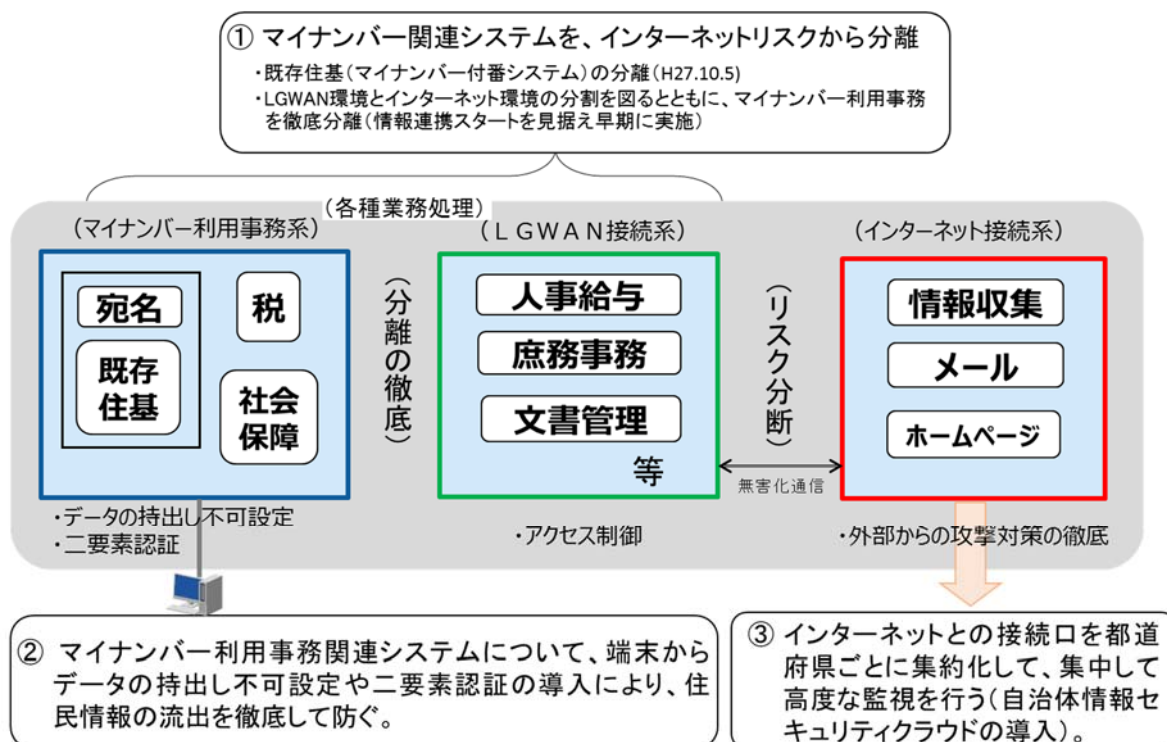 ① マイナンバー関連システムを、インターネットリスクから分離
・既存住基(マイナンバー付番システム)の分離(H27.10.5)
・LGWAN環境とインターネット環境の分割を図るとともに、マイナンバー利用事務
を徹底分離(情報連携スタートを見据え早期に実施)
(各種業務処理)
(マイナンバー利用事務系)
宛名
税
既存
住基
社会
保障
・データの持出し不可設定
・二要素認証
(分離の徹底)
(LGWAN接続系)
人事給与
庶務事務
文書管理
等
・アクセス制御
(リスク分断)
無害化通信
(インターネット接続系)
情報収集
メール
ホームページ
・外部からの攻撃対策の徹底
② マイナンバー利用事務関連システムについて、端末から
データの持出し不可設定や二要素認証の導入により、住
民情報の流出を徹底して防ぐ。
③ インターネットとの接続口を都道
府県ごとに集約化して、集中して
高度な監視を行う(自治体情報セ
キュリティクラウドの導入)。